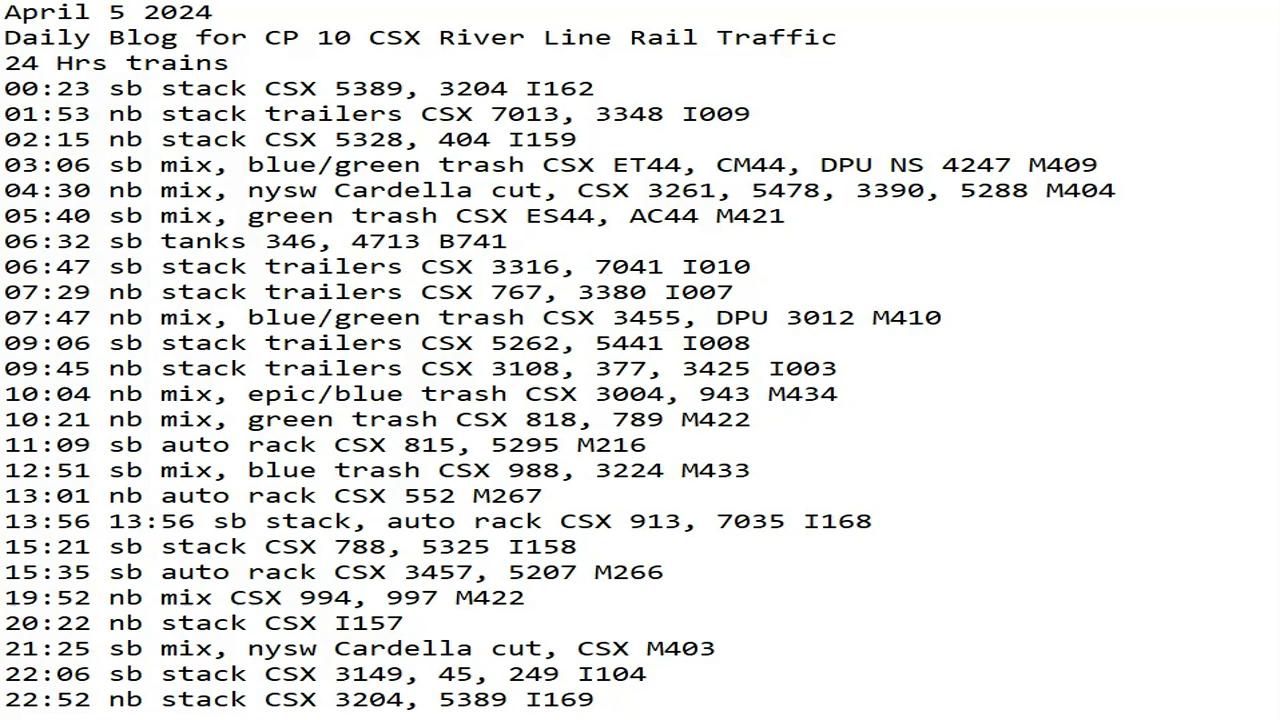 April 5 2024
Daily Blog for CP 10 CSX River Line Rail Traffic
24 Hrs trains
00:23 sb stack CSX 5389, 3204 I162
01:53 nb stack trailers CSX 7013, 3348 I009
02:15 nb stack CSX 5328, 404 I159
03:06 sb mix, blue/green trash CSX ET44, CM44, DPU NS 4247 M409
04:30 nb mix, nysw Cardella cut, CSX 3261, 5478, 3390, 5288 M404
05:40 sb mix, green trash CSX ES44, AC44 M421
06:32 sb tanks 346, 4713 B741
06:47 sb stack trailers CSX 3316, 7041 I010
07:29 nb stack trailers CSX 767, 3380 I007
07:47 nb mix, blue/green trash CSX 3455, DPU 3012 M410
09:06 sb stack trailers CSX 5262, 5441 I008
09:45 nb stack trailers CSX 3108, 377, 3425 I003
10:04 nb mix, epic/blue trash CSX 3004, 943 M434
10:21 nb mix, green trash CSX 818, 789 M422
11:09 sb auto rack CSX 815, 5295 M216
12:51 sb mix, blue trash CSX 988, 3224 M433
13:01 nb auto rack CSX 552 M267
13:56 13:56 sb stack, auto rack CSX 913, 7035 I168
15:21 sb stack CSX 788, 5325 I158
15:35 sb auto rack CSX 3457, 5207 M266
19:52 nb mix CSX 994, 997 M422
20:22 nb stack CSX I157
21:25 sb mix, nysw Cardella cut, CSX M403
22:06 sb stack CSX 3149, 45, 249 I104
22:52 nb stack CSX 3204, 5389 I169